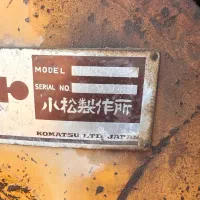 MODEL
SERIAL NO.
小松製作所
KOMATSU LTD. JAPAN